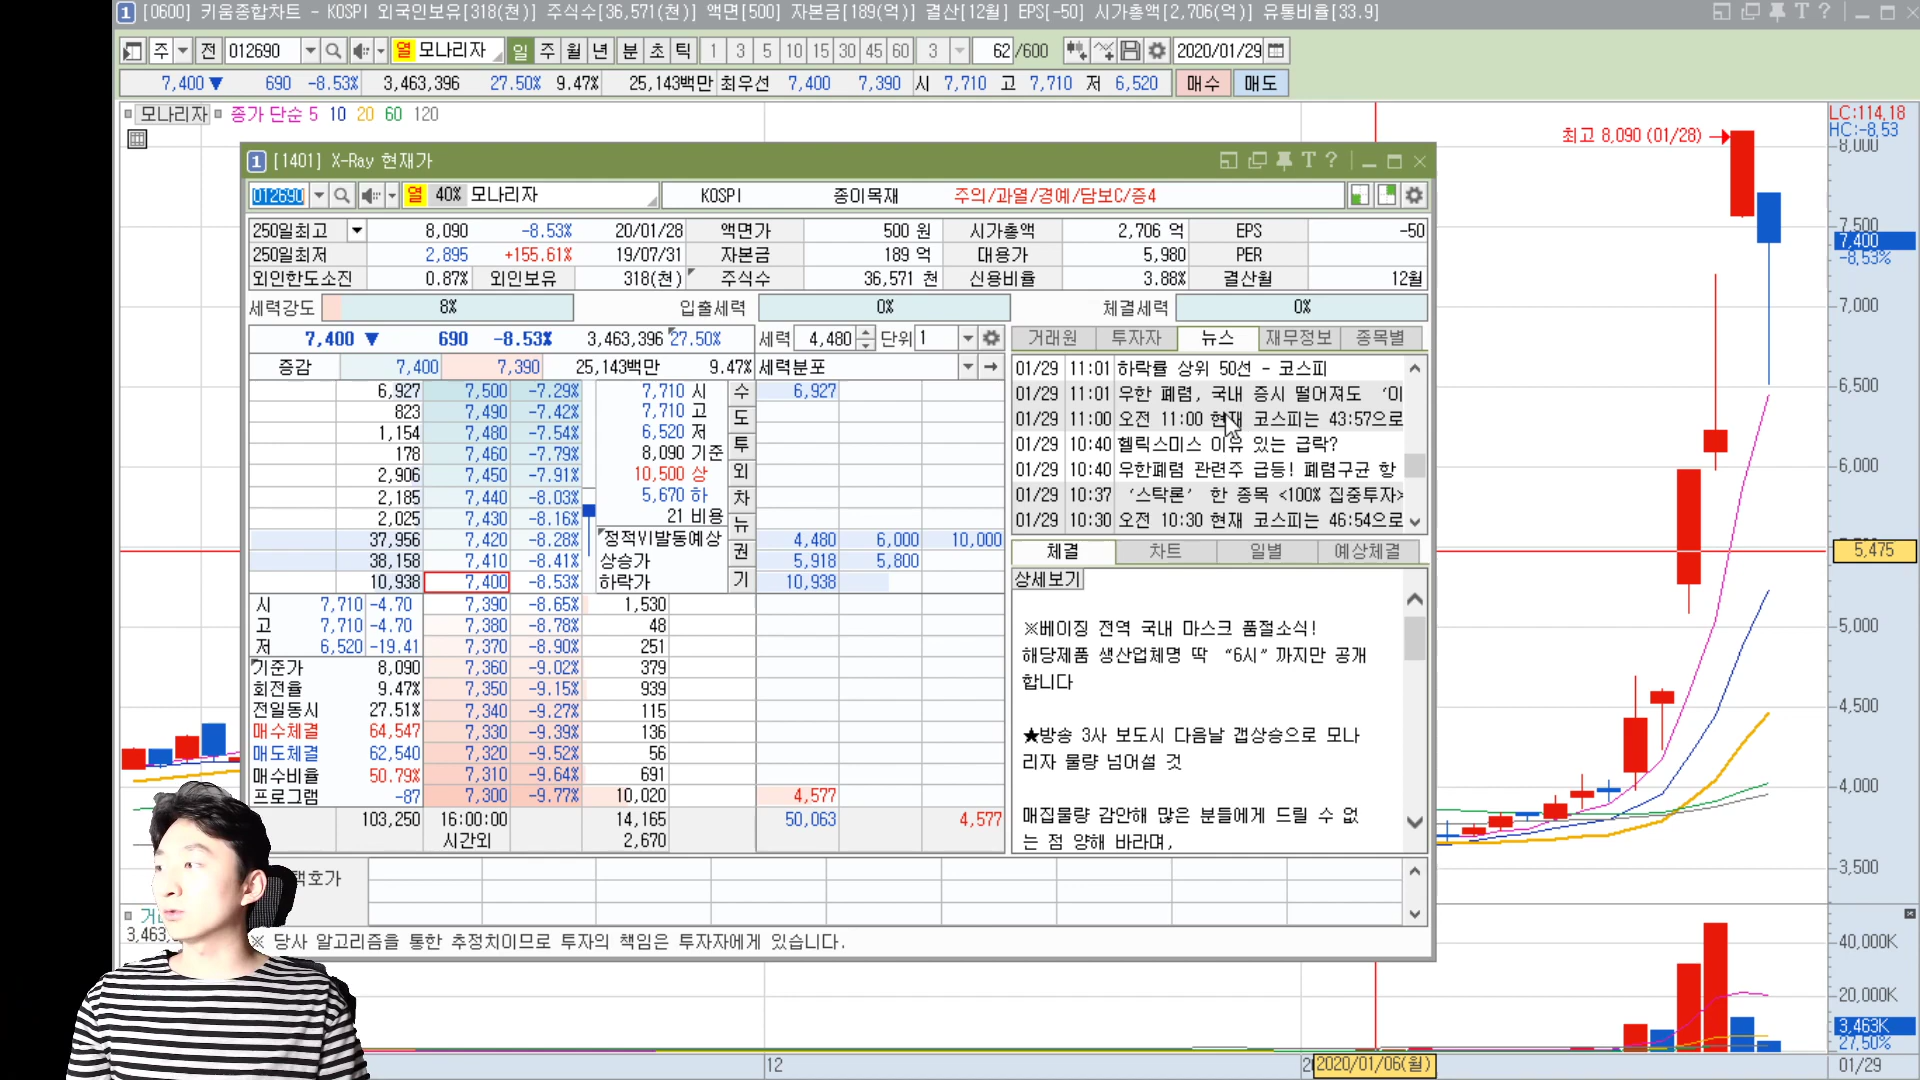 [0600] 키움종합차트 - KOSPI 외국인보유[318(천)] 주식수[36,571(천)] 액면[500] 자본금[189(억)] 결산[12월] EPS[-50] 시가총액[2,706(억)] 유통비율[33.9]
주 전 012690 열 모나리자 일 주 월 년 분 초 틱 1 3 5 10 15 30 45 60 3 62 /600 2020/01/29
7,400 ▼ 690 -8.53% 3,463,396 27.50% 9.47% 25,143백만 최우선 7,400 7,390 시 7,710 고 7,710 저 6,520 매수 매도
모나리자 종가 단순 5 10 20 60 120
최고 8,090 (01/28) →
LC:114,18
HC:-8,53
8,000
7,500
7,400
-8,53%
7,000
6,500
6,000
5,475
5,000
4,500
4,000
3,500
[1401] X-Ray 현재가
012690 열 40% 모나리자 KOSPI 종이목재 주의/과열/경예/담보C/증4
250일최고 8,090 -8.53% 20/01/28 액면가 500 원 시가총액 2,706 억 EPS -50
250일최저 2,895 +155.61% 19/07/31 자본금 189 억 대용가 5,980 PER
외인한도소진 0.87% 외인보유 318(천) 주식수 36,571 천 신용비율 3.88% 결산월 12월
세력강도 8% 입출세력 0% 체결세력 0%
7,400 ▼ 690 -8.53% 3,463,396 27.50% 세력 4,480 단위 1
증감 7,400 7,390 25,143백만 9.47% 세력분포
6,927 7,500 -7.29% 7,710 시 수 6,927
823 7,490 -7.42% 7,710 고 도
1,154 7,480 -7.54% 6,520 저 투
178 7,460 -7.79% 8,090 기준
2,906 7,450 -7.91% 10,500 상 외
2,185 7,440 -8.03% 5,670 하 차
2,025 7,430 -8.16% 21 비용 뉴
37,956 7,420 -8.28% 정적VI발동예상 4,480 6,000 10,000
38,158 7,410 -8.41% 상승가 권 5,918 5,800
10,938 7,400 -8.53% 하락가 기 10,938
시 7,710 -4.70 7,390 -8.65% 1,530
고 7,710 -4.70 7,380 -8.78% 48
저 6,520 -19.41 7,370 -8.90% 251
기준가 8,090 7,360 -9.02% 379
회전율 9.47% 7,350 -9.15% 939
전일동시 27.51% 7,340 -9.27% 115
매수체결 64,547 7,330 -9.39% 136
매도체결 62,540 7,320 -9.52% 56
매수비율 50.79% 7,310 -9.64% 691
프로그램 -87 7,300 -9.77% 10,020 4,577
103,250 16:00:00 14,165 50,063 4,577
시간외 2,670
거래원 투자자 뉴스 재무정보 종목별
01/29 11:01 하락률 상위 50선 - 코스피
01/29 11:01 우한 폐렴, 국내 증시 떨어져도 ‘이
01/29 11:00 오전 11:00 현재 코스피는 43:57으로
01/29 10:40 헬릭스미스 이유 있는 급락?
01/29 10:40 우한폐렴 관련주 급등! 폐렴구균 항
01/29 10:37 ‘스탁론’ 한 종목 <100% 집중투자>
01/29 10:30 오전 10:30 현재 코스피는 46:54으로
체결 차트 일별 예상체결
상세보기
※베이징 전역 국내 마스크 품절소식!
해당제품 생산업체명 딱 “6시”까지만 공개
합니다
★방송 3사 보도시 다음날 갭상승으로 모나
리자 물량 넘어설 것
매집물량 감안해 많은 분들에게 드릴 수 없
는 점 양해 바라며,
택호가
※ 당사 알고리즘을 통한 추정치이므로 투자의 책임은 투자자에게 있습니다.
3,463,
40,000K
20,000K
3,463K
27,50%
12 2020/01/06(월) 01/29